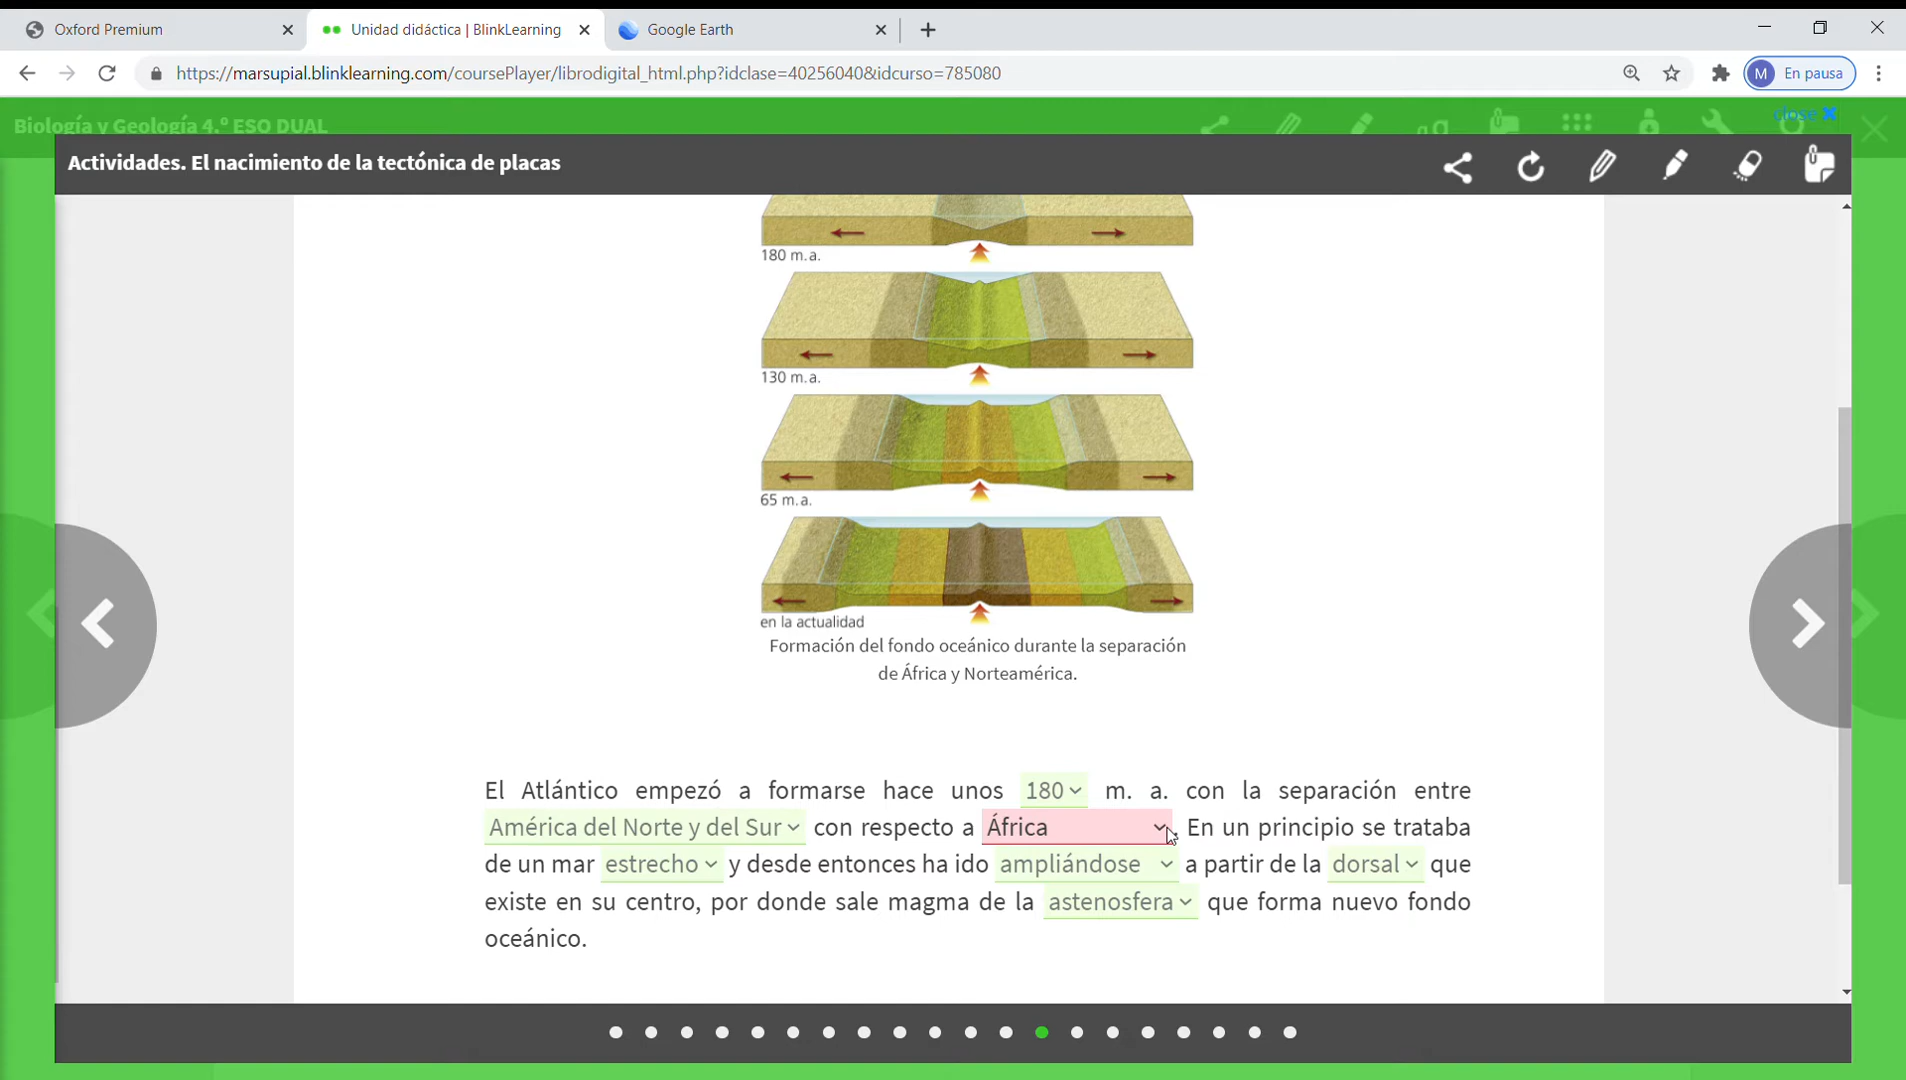 Oxford Premium
Unidad didáctica | BlinkLearning
Google Earth
https://marsupial.blinklearning.com/coursePlayer/librodigital_html.php?idclase=40256040&idcurso=785080
M
En pausa
Biología y Geología 4.º ESO DUAL
close
Actividades. El nacimiento de la tectónica de placas
180 m.a.
130 m.a.
65 m.a.
en la actualidad
Formación del fondo oceánico durante la separación
de África y Norteamérica.
El Atlántico empezó a formarse hace unos 180 m. a. con la separación entre
América del Norte y del Sur con respecto a África . En un principio se trataba
de un mar estrecho y desde entonces ha ido ampliándose a partir de la dorsal que
existe en su centro, por donde sale magma de la astenosfera que forma nuevo fondo
oceánico.